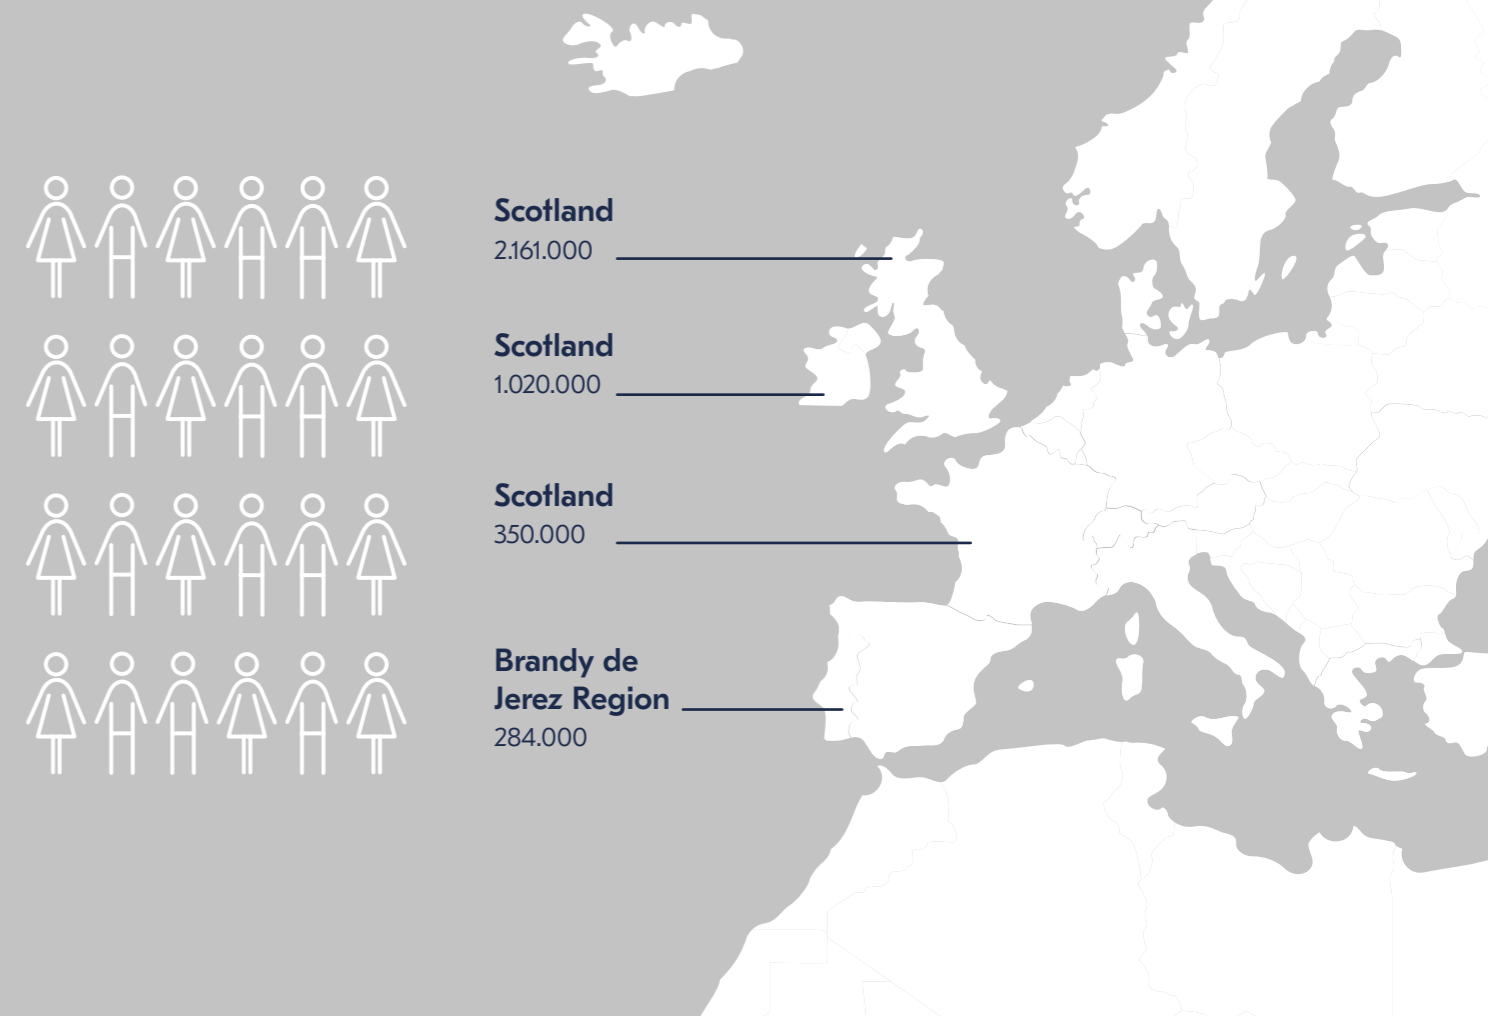 Scotland
2.161.000
Scotland
1.020.000
Scotland
350.000
Brandy de
Jerez Region
284.000